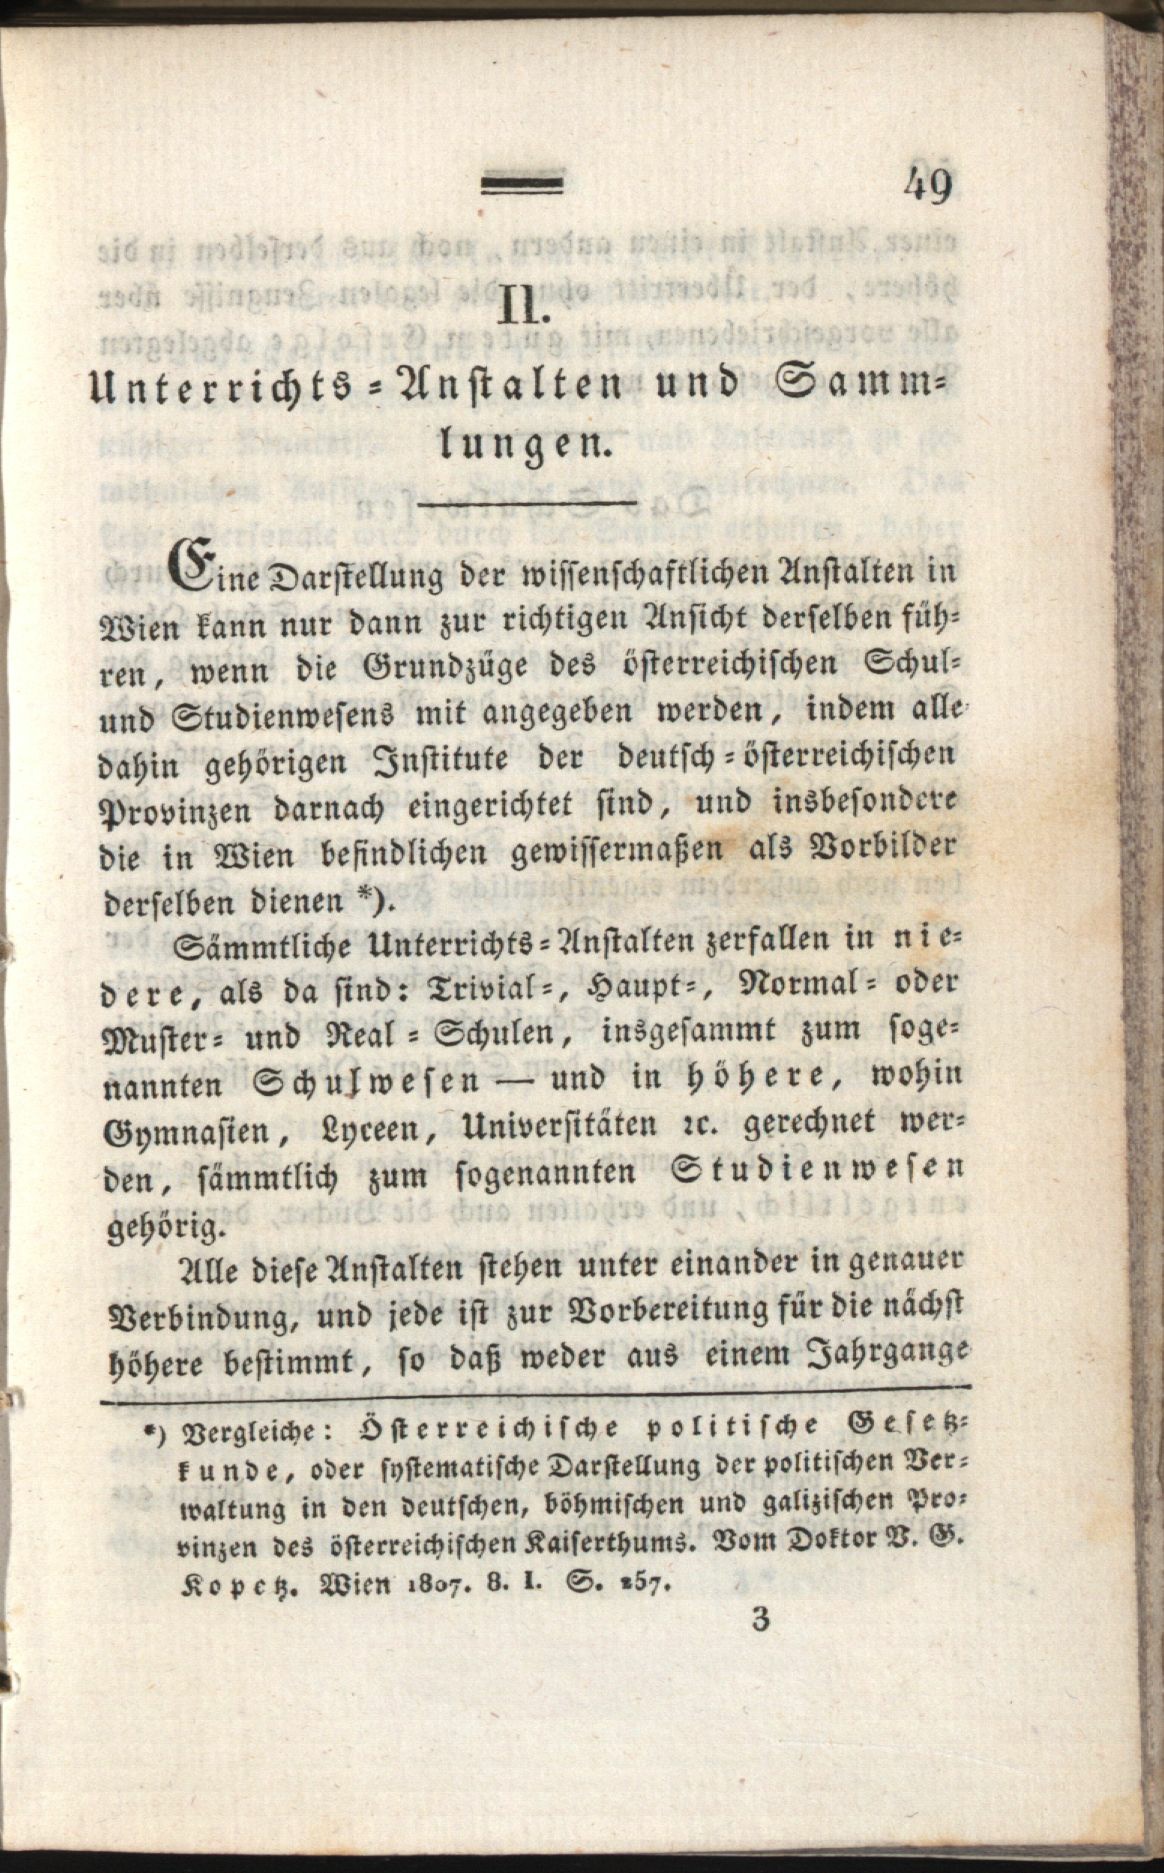 49
II.
Unterrichts-Anstalten und Samm-
lungen.
Eine Darstellung der wissenschaftlichen Anstalten in
Wien kann nur dann zur richtigen Ansicht derselben füh-
ren, wenn die Grundzüge des österreichischen Schul-
und Studienwesens mit angegeben werden, indem alle
dahin gehörigen Institute der deutsch-österreichischen
Provinzen darnach eingerichtet sind, und insbesondere
die in Wien befindlichen gewissermaßen als Vorbilder
derselben dienen *).
Sämmtliche Unterrichts-Anstalten zerfallen in nie-
dere, als da sind: Trivial-, Haupt-, Normal- oder
Muster- und Real-Schulen, insgesammt zum soge-
nannten Schulwesen — und in höhere, wohin
Gymnasien, Lyceen, Universitäten ꝛc. gerechnet wer-
den, sämmtlich zum sogenannten Studienwesen
gehörig.
Alle diese Anstalten stehen unter einander in genauer
Verbindung, und jede ist zur Vorbereitung für die nächst
höhere bestimmt, so daß weder aus einem Jahrgange
*) Vergleiche: Österreichische politische Gesetz-
kunde, oder systematische Darstellung der politischen Ver-
waltung in den deutschen, böhmischen und galizischen Pro-
vinzen des österreichischen Kaiserthums. Vom Doktor V. G.
Kopetz. Wien 1807. 8. I. S. 257.
3